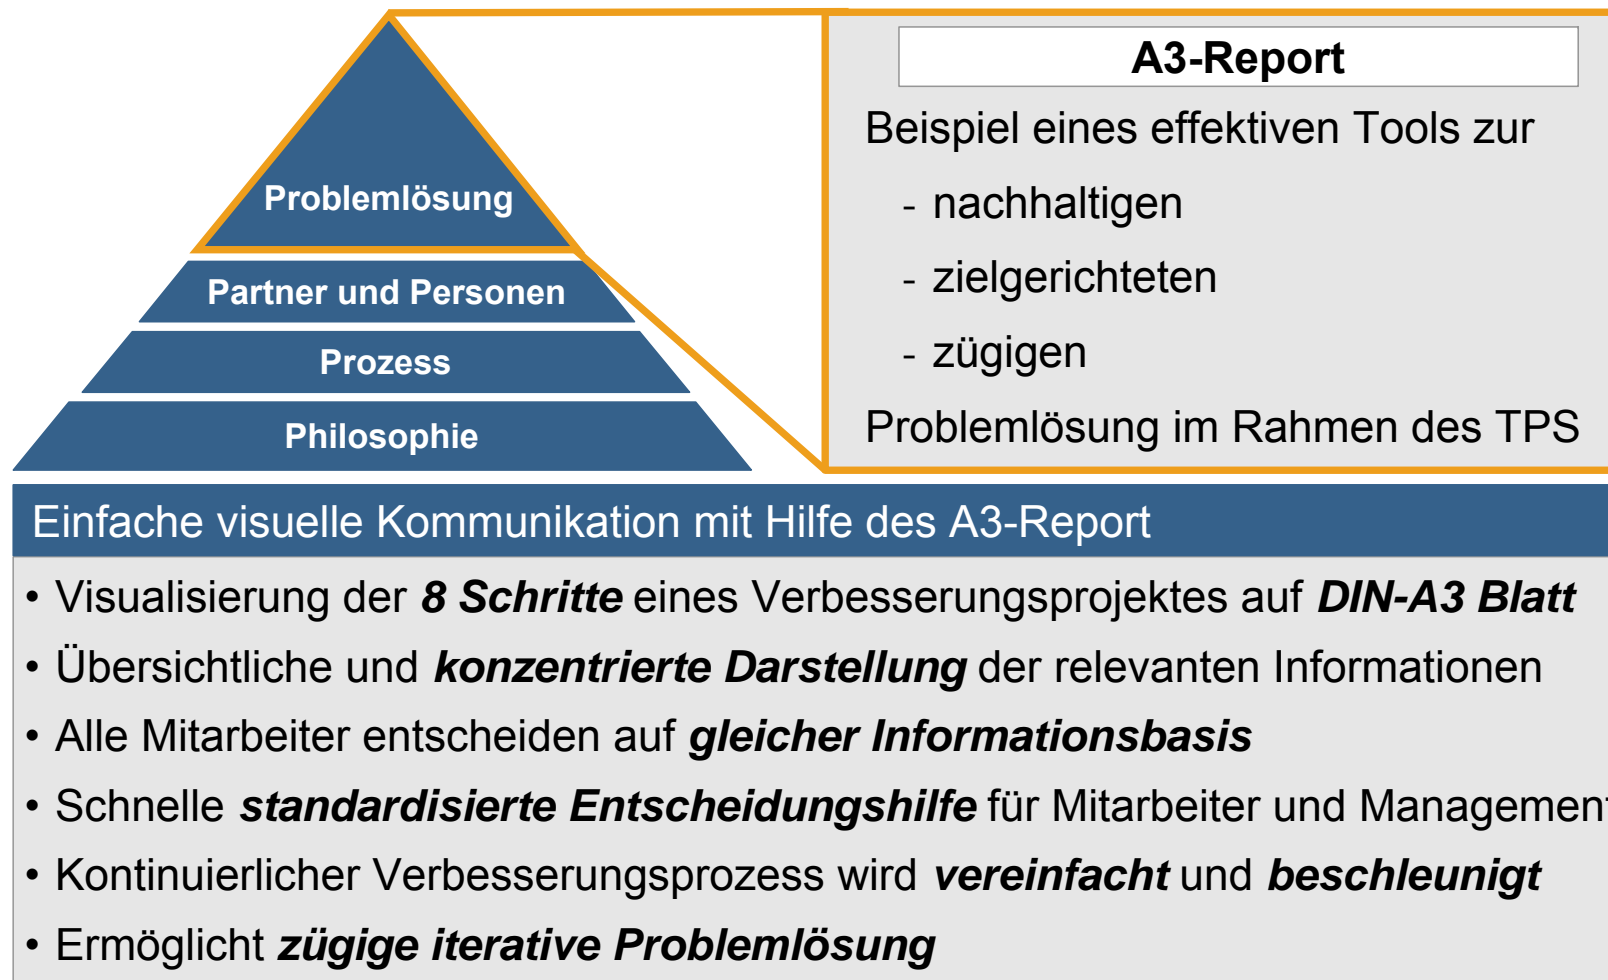 Problemlösung
Partner und Personen
Prozess
Philosophie
A3-Report
Beispiel eines effektiven Tools zur
- nachhaltigen
- zielgerichteten
- zügigen
Problemlösung im Rahmen des TPS
Einfache visuelle Kommunikation mit Hilfe des A3-Report
• Visualisierung der 8 Schritte eines Verbesserungsprojektes auf DIN-A3 Blatt
• Übersichtliche und konzentrierte Darstellung der relevanten Informationen
• Alle Mitarbeiter entscheiden auf gleicher Informationsbasis
• Schnelle standardisierte Entscheidungshilfe für Mitarbeiter und Management
• Kontinuierlicher Verbesserungsprozess wird vereinfacht und beschleunigt
• Ermöglicht zügige iterative Problemlösung